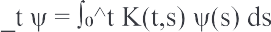 _t ψ = ∫₀^t K(t,s) ψ(s) ds